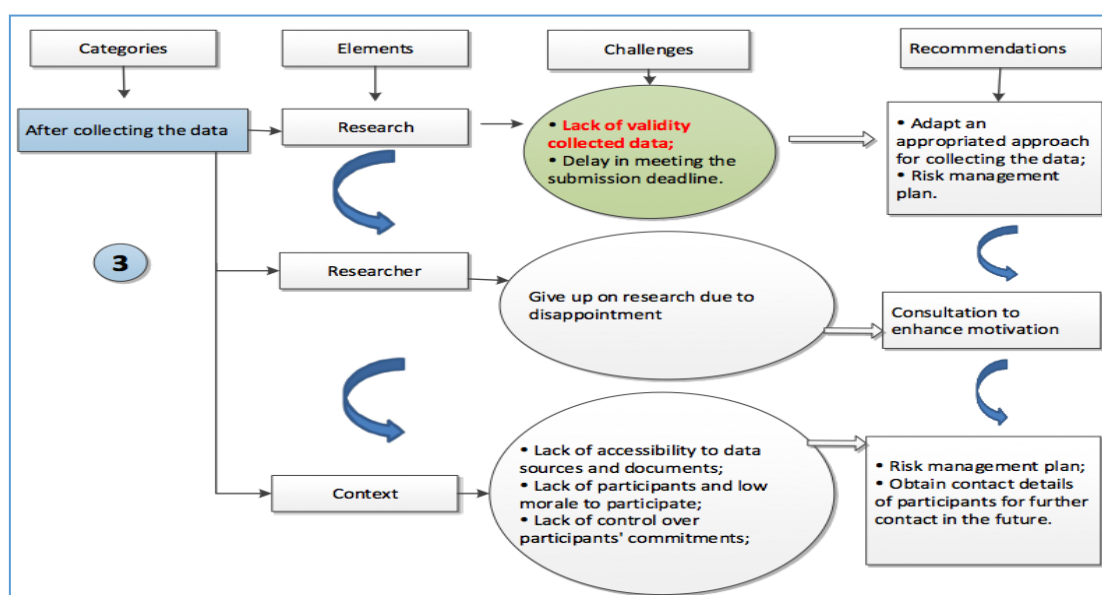 Categories
Elements
Challenges
Recommendations
After collecting the data
Research
• Lack of validity
collected data;
• Delay in meeting the
submission deadline.
• Adapt an
appropriated approach
for collecting the data;
• Risk management
plan.
3
Researcher
Give up on research due to
disappointment
Consultation to
enhance motivation
Context
• Lack of accessibility to data
sources and documents;
• Lack of participants and low
morale to participate;
• Lack of control over
participants' commitments;
• Risk management plan;
• Obtain contact details
of participants for further
contact in the future.